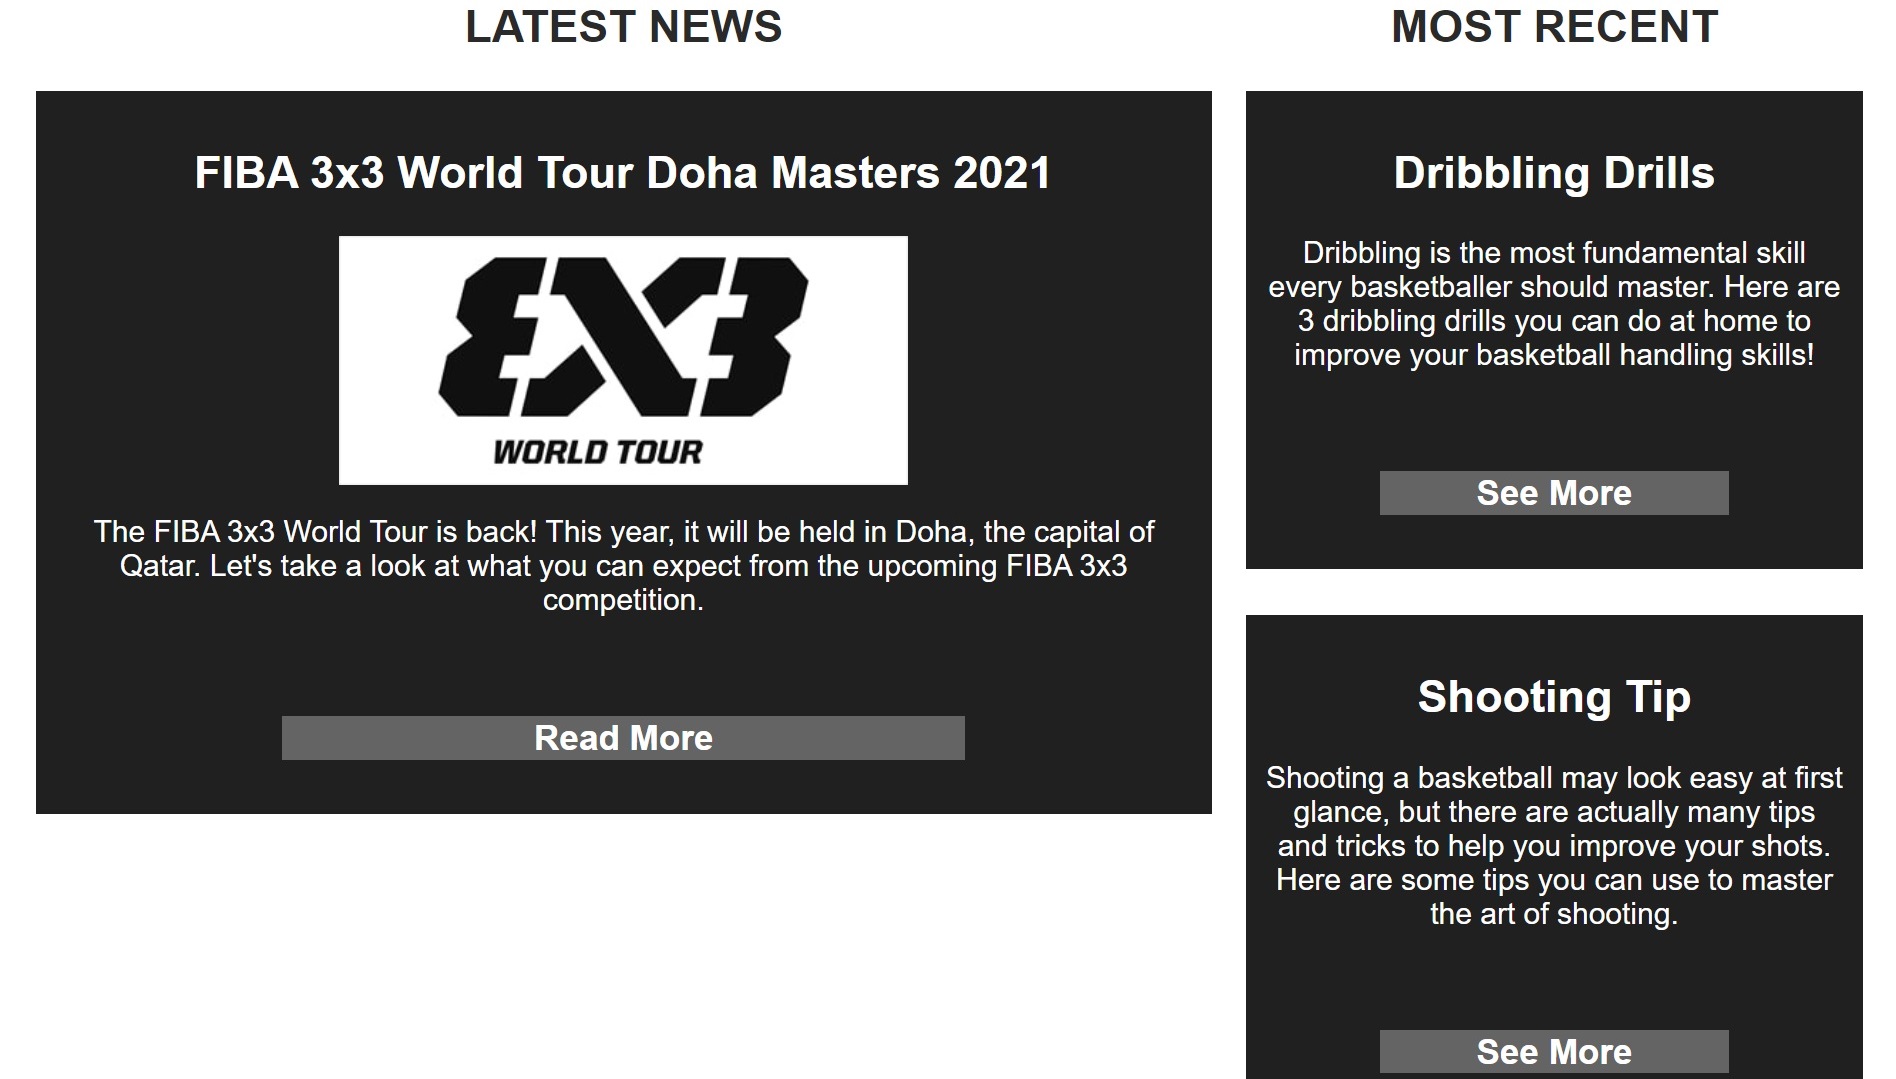 LATEST NEWS
FIBA 3x3 World Tour Doha Masters 2021
3X3
WORLD TOUR
The FIBA 3x3 World Tour is back! This year, it will be held in Doha, the capital of
Qatar. Let's take a look at what you can expect from the upcoming FIBA 3x3
competition.
Read More
MOST RECENT
Dribbling Drills
Dribbling is the most fundamental skill
every basketballer should master. Here are
3 dribbling drills you can do at home to
improve your basketball handling skills!
See More
Shooting Tip
Shooting a basketball may look easy at first
glance, but there are actually many tips
and tricks to help you improve your shots.
Here are some tips you can use to master
the art of shooting.
See More